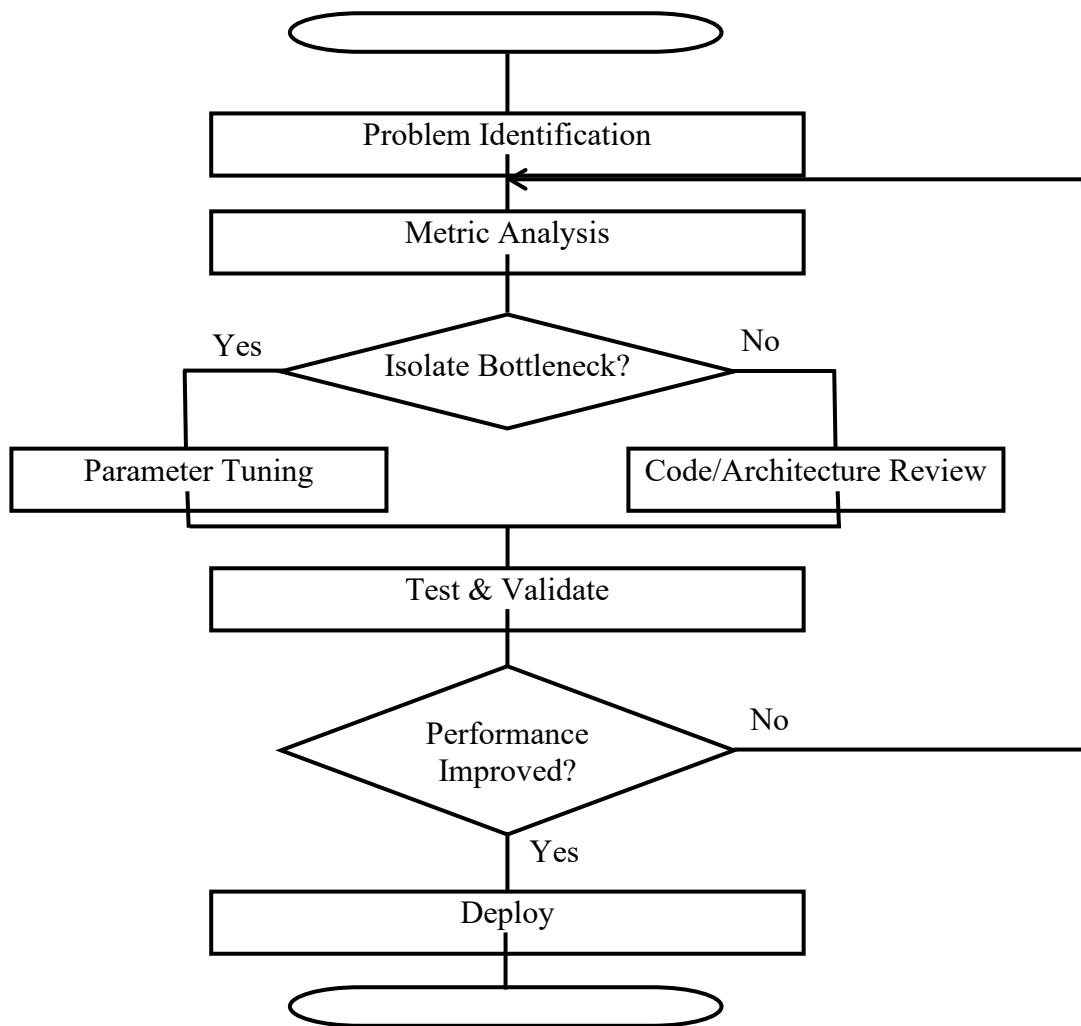 Problem Identification
Metric Analysis
Yes
No
Isolate Bottleneck?
Parameter Tuning
Code/Architecture Review
Test & Validate
No
Performance
Improved?
Yes
Deploy